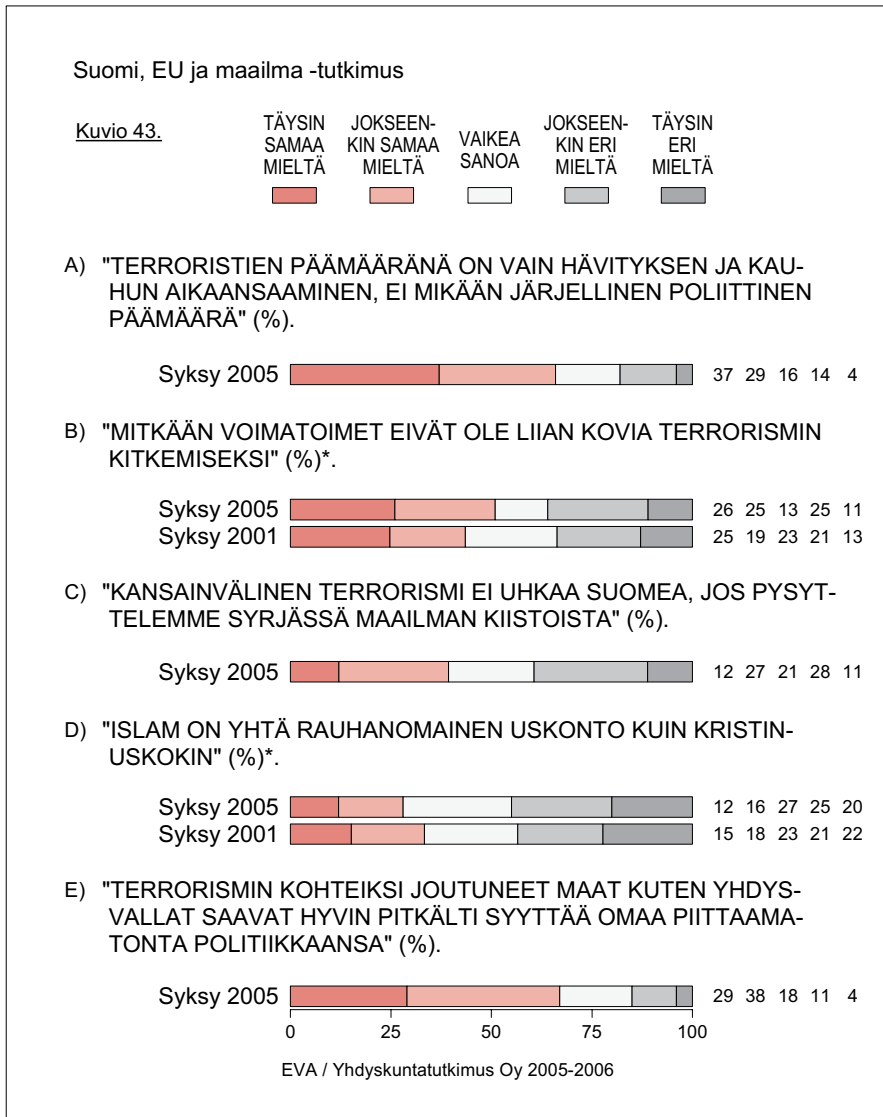 Suomi, EU ja maailma -tutkimus
Kuvio 43.
TÄYSIN SAMAA MIELTÄ
JOKSEEN-KIN SAMAA MIELTÄ
VAIKEA SANOA
JOKSEEN-KIN ERI MIELTÄ
TÄYSIN ERI MIELTÄ
A) "TERRORISTIEN PÄÄMÄÄRÄNÄ ON VAIN HÄVITYKSEN JA KAU-
HUN AIKAANSAAMINEN, EI MIKÄÄN JÄRJELLINEN POLIITTINEN
PÄÄMÄÄRÄ" (%).
Syksy 2005 37 29 16 14 4
B) "MITKÄÄN VOIMATOIMET EIVÄT OLE LIIAN KOVIA TERRORISMIN
KITKEMISEKSI" (%)*.
Syksy 2005 26 25 13 25 11
Syksy 2001 25 19 23 21 13
C) "KANSAINVÄLINEN TERRORISMI EI UHKAA SUOMEA, JOS PYSYT-
TELEMME SYRJÄSSÄ MAAILMAN KIISTOISTA" (%).
Syksy 2005 12 27 21 28 11
D) "ISLAM ON YHTÄ RAUHANOMAINEN USKONTO KUIN KRISTIN-
USKOKIN" (%)*.
Syksy 2005 12 16 27 25 20
Syksy 2001 15 18 23 21 22
E) "TERRORISMIN KOHTEIKSI JOUTUNEET MAAT KUTEN YHDYS-
VALLAT SAAVAT HYVIN PITKÄLTI SYYTTÄÄ OMAA PIITTAAMA-
TONTA POLITIIKKAANSA" (%).
Syksy 2005 29 38 18 11 4
0 25 50 75 100
EVA / Yhdyskuntatutkimus Oy 2005-2006